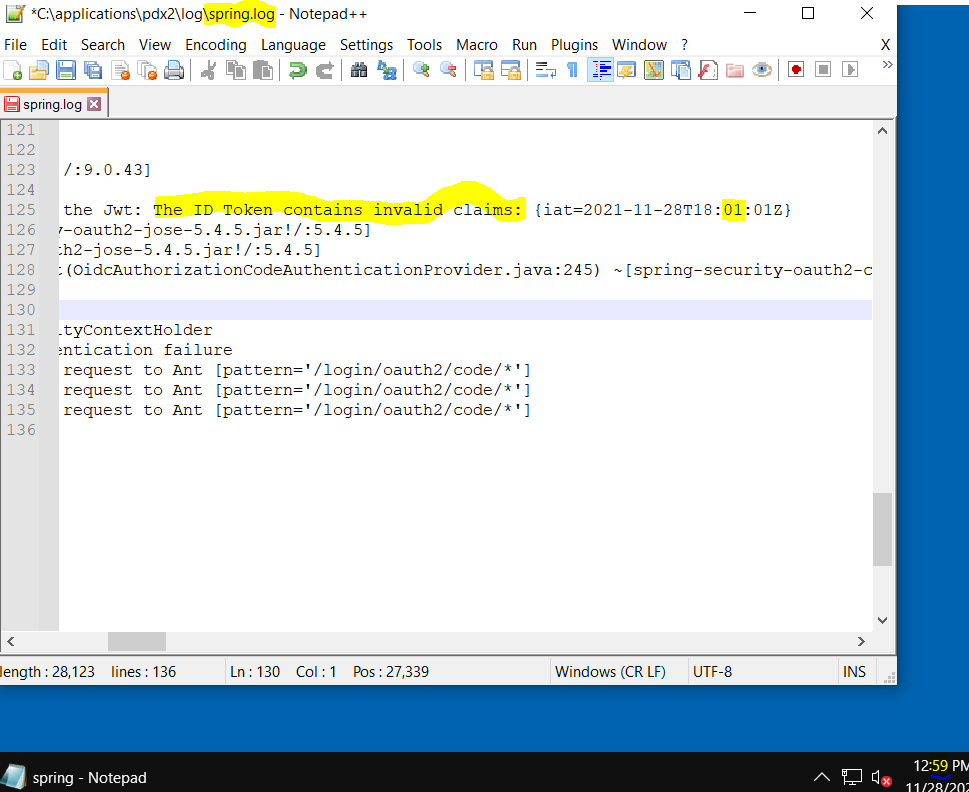 *C:\applications\pdx2\log\spring.log - Notepad++
File Edit Search View Encoding Language Settings Tools Macro Run Plugins Window ? X
spring.log
121
122
123 /:9.0.43]
124
125 the Jwt: The ID Token contains invalid claims: {iat=2021-11-28T18:01:01Z}
126 y-oauth2-jose-5.4.5.jar!/:5.4.5]
127 th2-jose-5.4.5.jar!/:5.4.5]
128 t(OidcAuthorizationCodeAuthenticationProvider.java:245) ~[spring-security-oauth2-c
129
130
131 ityContextHolder
132 entication failure
133 request to Ant [pattern='/login/oauth2/code/*']
134 request to Ant [pattern='/login/oauth2/code/*']
135 request to Ant [pattern='/login/oauth2/code/*']
136
length : 28,123 lines : 136 Ln : 130 Col : 1 Pos : 27,339 Windows (CR LF) UTF-8 INS
spring - Notepad
12:59 PM
11/28/202